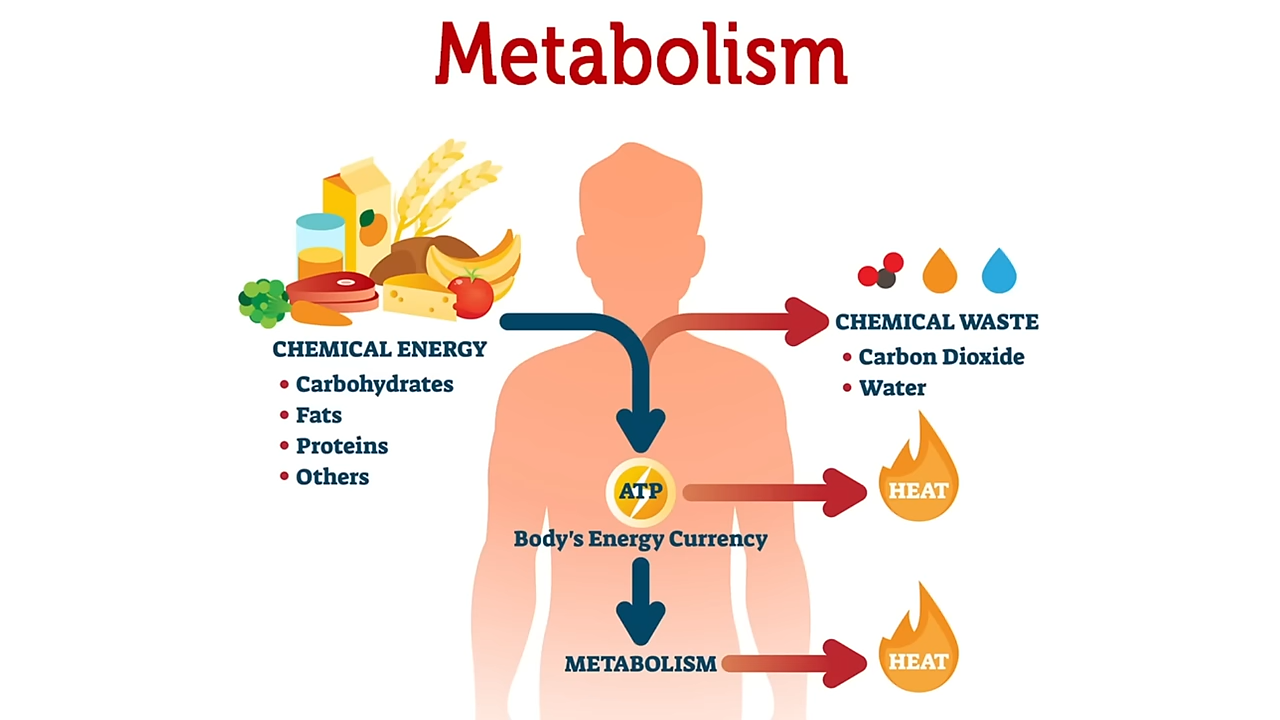 Metabolism
CHEMICAL ENERGY
• Carbohydrates
• Fats
• Proteins
• Others
CHEMICAL WASTE
• Carbon Dioxide
• Water
ATP
Body's Energy Currency
HEAT
METABOLISM
HEAT